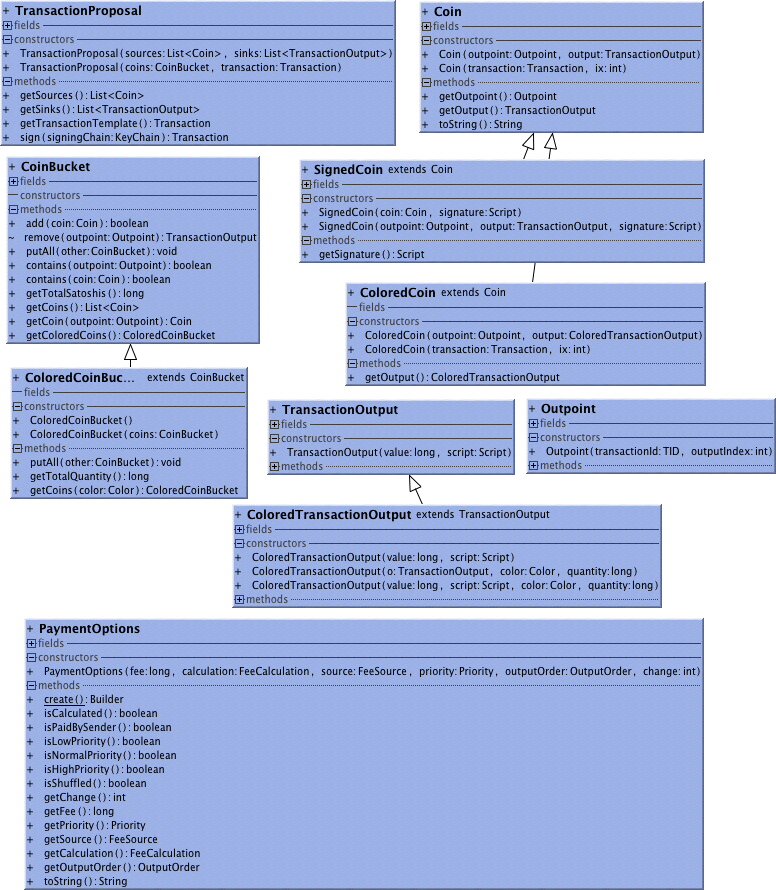 + TransactionProposal
fields
constructors
+ TransactionProposal(sources:List<Coin>, sinks:List<TransactionOutput>)
+ TransactionProposal(coins:CoinBucket, transaction:Transaction)
methods
+ getSources():List<Coin>
+ getSinks():List<TransactionOutput>
+ getTransactionTemplate():Transaction
+ sign(signingChain:KeyChain):Transaction
+ Coin
fields
constructors
+ Coin(outpoint:Outpoint, output:TransactionOutput)
+ Coin(transaction:Transaction, ix:int)
methods
+ getOutpoint():Outpoint
+ getOutput():TransactionOutput
+ toString():String
+ CoinBucket
fields
constructors
methods
+ add(coin:Coin):boolean
~ remove(outpoint:Outpoint):TransactionOutput
+ putAll(other:CoinBucket):void
+ contains(outpoint:Outpoint):boolean
+ contains(coin:Coin):boolean
+ getTotalSatoshis():long
+ getCoins():List<Coin>
+ getCoin(outpoint:Outpoint):Coin
+ getColoredCoins():ColoredCoinBucket
+ SignedCoin extends Coin
fields
constructors
+ SignedCoin(coin:Coin, signature:Script)
+ SignedCoin(outpoint:Outpoint, output:TransactionOutput, signature:Script)
methods
+ getSignature():Script
+ ColoredCoin extends Coin
fields
constructors
+ ColoredCoin(outpoint:Outpoint, output:ColoredTransactionOutput)
+ ColoredCoin(transaction:Transaction, ix:int)
methods
+ getOutput():ColoredTransactionOutput
+ ColoredCoinBuc... extends CoinBucket
fields
constructors
+ ColoredCoinBucket()
+ ColoredCoinBucket(coins:CoinBucket)
methods
+ putAll(other:CoinBucket):void
+ getTotalQuantity():long
+ getCoins(color:Color):ColoredCoinBucket
+ TransactionOutput
fields
constructors
+ TransactionOutput(value:long, script:Script)
methods
+ Outpoint
fields
constructors
+ Outpoint(transactionId:TID, outputIndex:int)
methods
+ ColoredTransactionOutput extends TransactionOutput
fields
constructors
+ ColoredTransactionOutput(value:long, script:Script)
+ ColoredTransactionOutput(o:TransactionOutput, color:Color, quantity:long)
+ ColoredTransactionOutput(value:long, script:Script, color:Color, quantity:long)
methods
+ PaymentOptions
fields
constructors
+ PaymentOptions(fee:long, calculation:FeeCalculation, source:FeeSource, priority:Priority, outputOrder:OutputOrder, change:int)
methods
+ create():Builder
+ isCalculated():boolean
+ isPaidBySender():boolean
+ isLowPriority():boolean
+ isNormalPriority():boolean
+ isHighPriority():boolean
+ isShuffled():boolean
+ getChange():int
+ getFee():long
+ getPriority():Priority
+ getSource():FeeSource
+ getCalculation():FeeCalculation
+ getOutputOrder():OutputOrder
+ toString():String